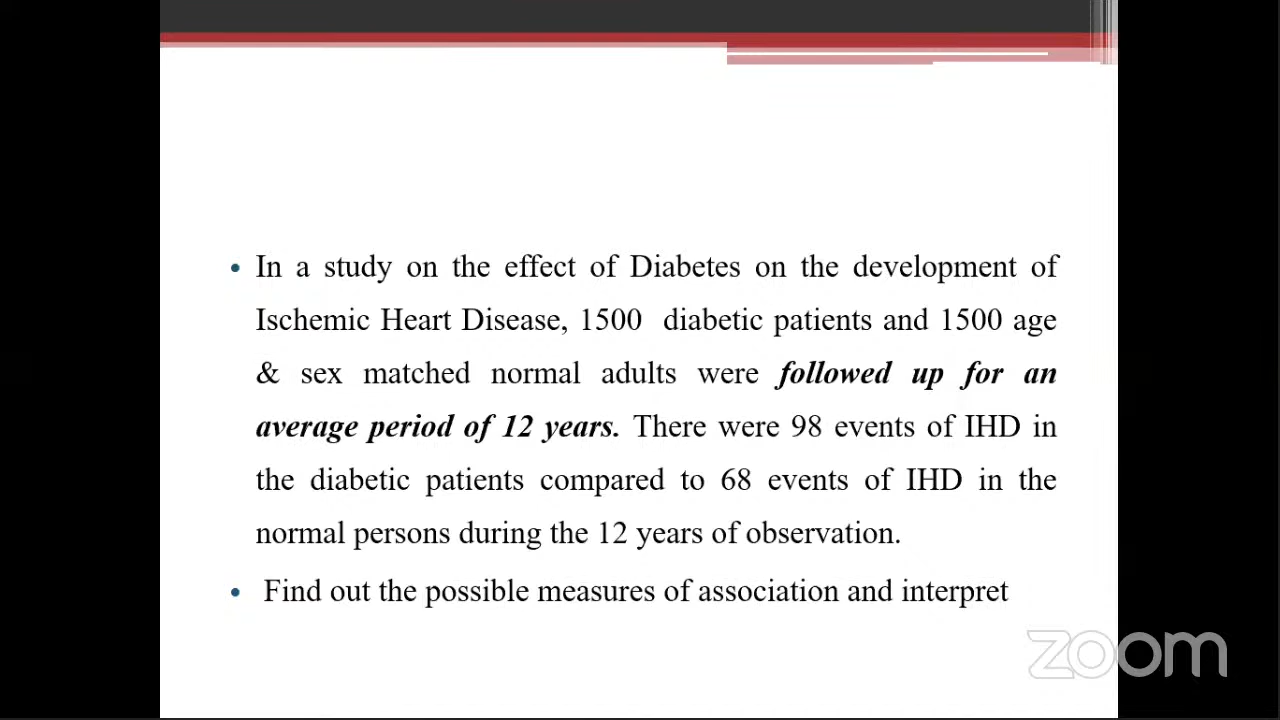 • In a study on the effect of Diabetes on the development of
Ischemic Heart Disease, 1500 diabetic patients and 1500 age
& sex matched normal adults were followed up for an
average period of 12 years. There were 98 events of IHD in
the diabetic patients compared to 68 events of IHD in the
normal persons during the 12 years of observation.
• Find out the possible measures of association and interpret
zoom